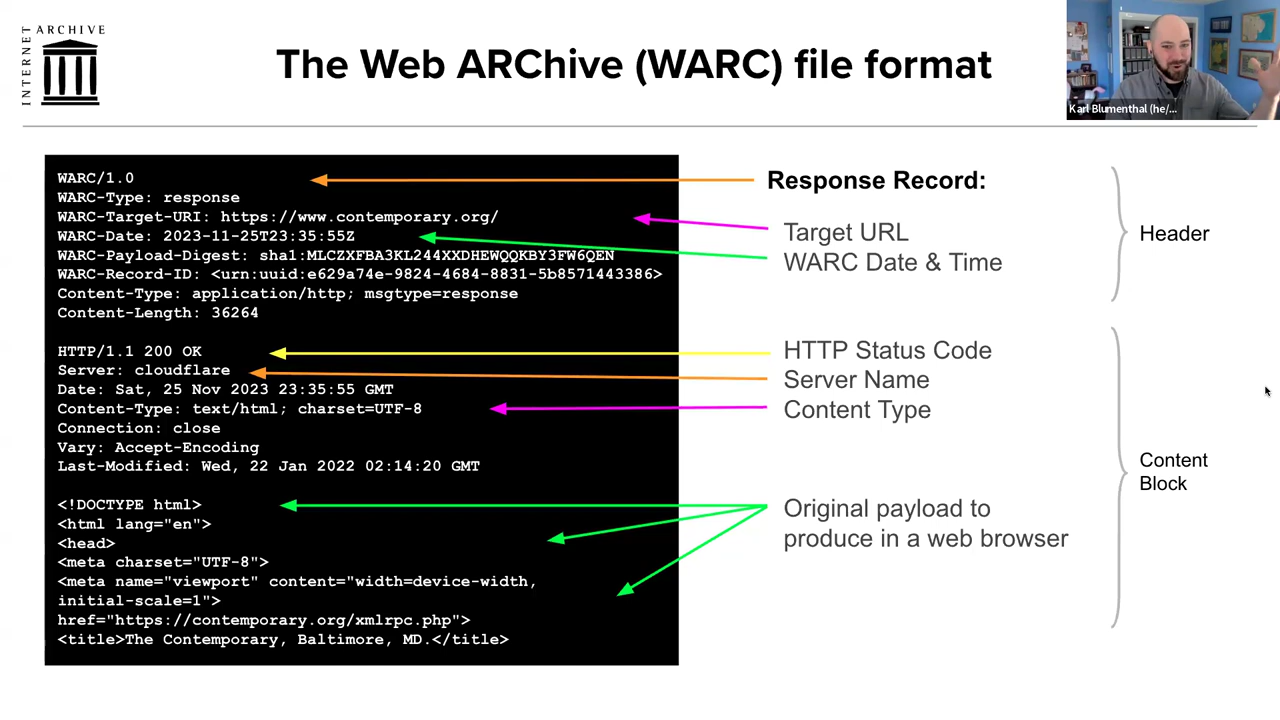 INTERNET ARCHIVE
The Web ARChive (WARC) file format
Karl Blumenthal (he/...
WARC/1.0
WARC-Type: response
WARC-Target-URI: https://www.contemporary.org/
WARC-Date: 2023-11-25T23:35:55Z
WARC-Payload-Digest: sha1:MLCZXFBA3KL244XXDHEWQQKBY3FW6QEN
WARC-Record-ID: <urn:uuid:e629a74e-9824-4684-8831-5b8571443386>
Content-Type: application/http; msgtype=response
Content-Length: 36264
HTTP/1.1 200 OK
Server: cloudflare
Date: Sat, 25 Nov 2023 23:35:55 GMT
Content-Type: text/html; charset=UTF-8
Connection: close
Vary: Accept-Encoding
Last-Modified: Wed, 22 Jan 2022 02:14:20 GMT
<!DOCTYPE html>
<html lang="en">
<head>
<meta charset="UTF-8">
<meta name="viewport" content="width=device-width,
initial-scale=1">
href="https://contemporary.org/xmlrpc.php">
<title>The Contemporary, Baltimore, MD.</title>
Response Record:
Target URL
WARC Date & Time
Header
HTTP Status Code
Server Name
Content Type
Original payload to
produce in a web browser
Content
Block